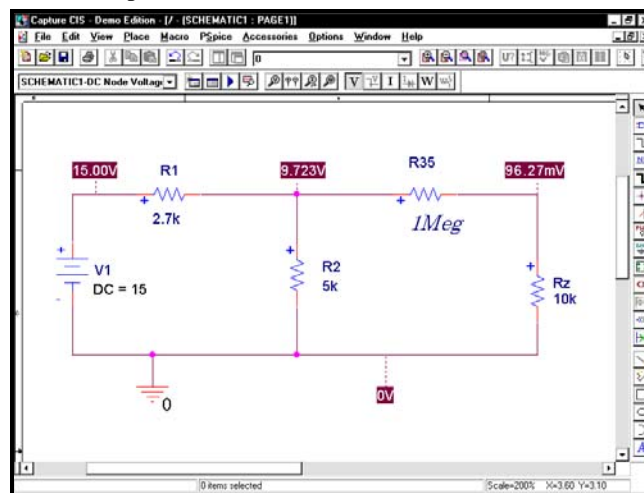 Capture CIS - Demo Edition - [/ - (SCHEMATIC1 : PAGE1)]
File Edit View Place Macro PSpice Accessories Options Window Help
0 U?
SCHEMATIC1-DC Node Voltag V I W
15.00V R1 9.723V R35 96.27mV
2.7k 1Meg
V1
DC = 15
R2
5k
Rz
10k
0V
0
0 items selected Scale=200% X=3.60 Y=3.10